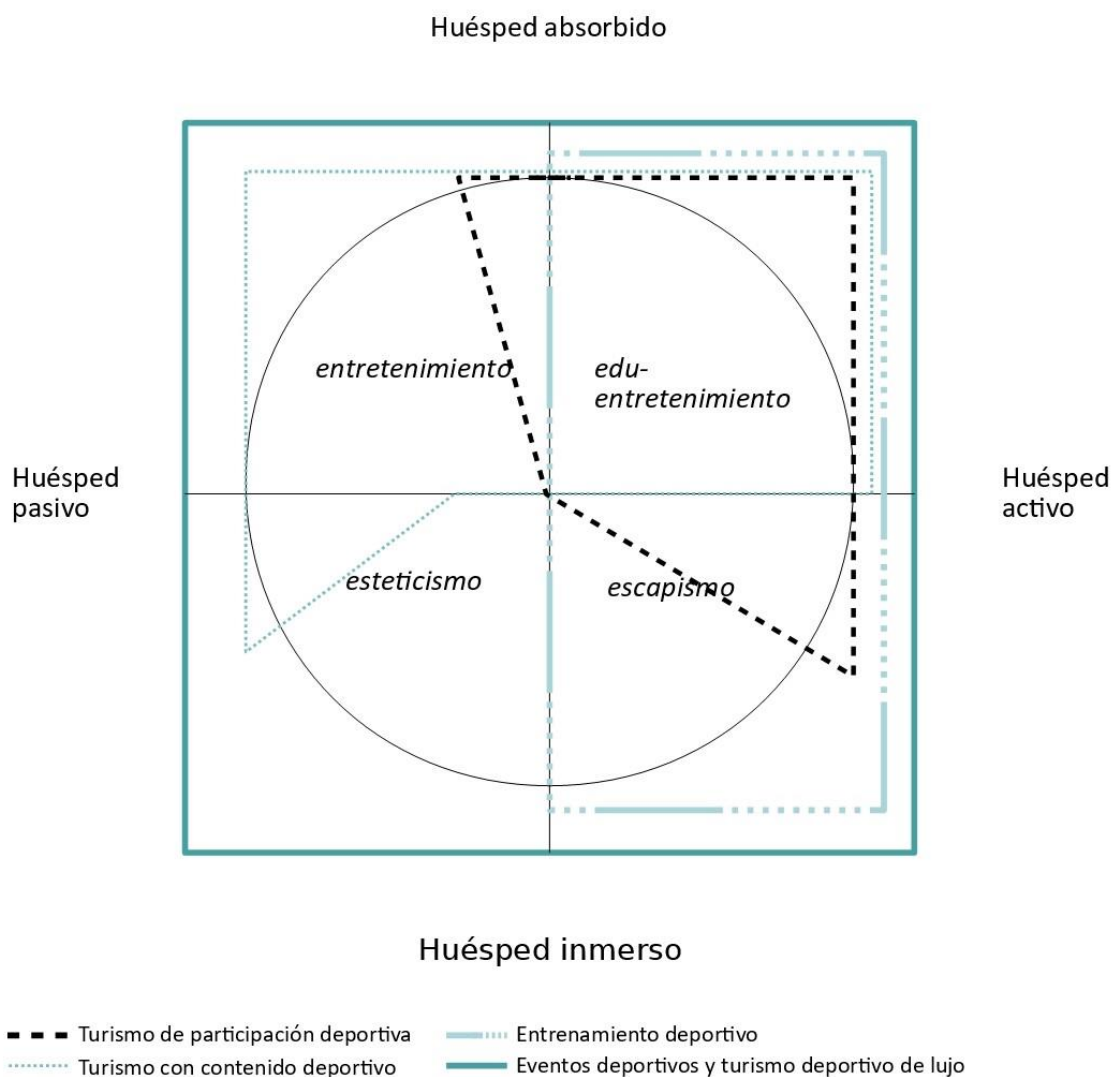 Huésped absorbido
entretenimiento
edu-
entretenimiento
Huésped
pasivo
Huésped
activo
esteticismo
escapismo
Huésped inmerso
Turismo de participación deportiva
Entrenamiento deportivo
Turismo con contenido deportivo
Eventos deportivos y turismo deportivo de lujo